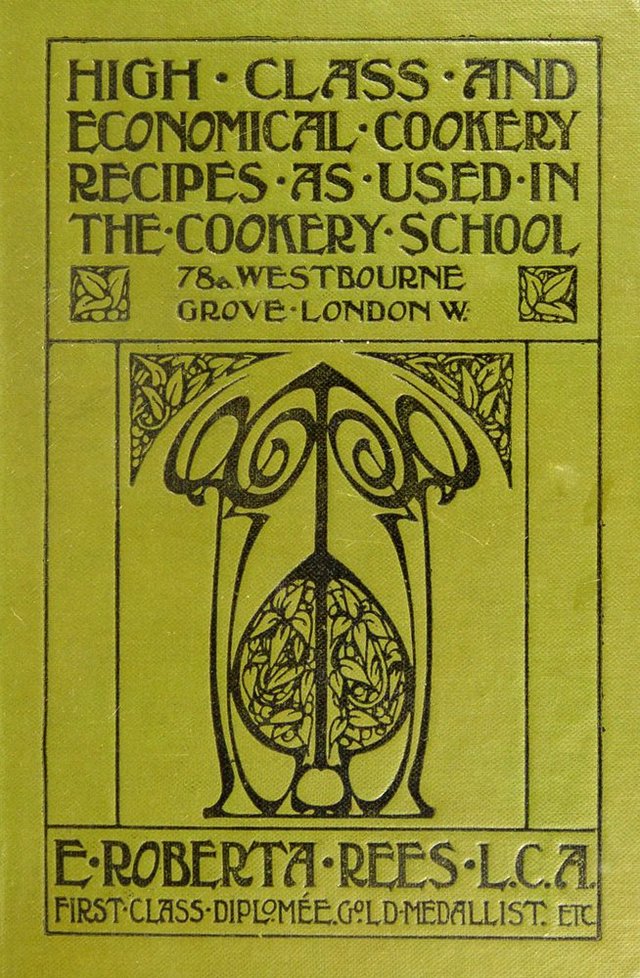 HIGH · CLASS · AND
ECONOMICAL · COOKERY
RECIPES · AS · USED · IN
THE · COOKERY · SCHOOL
78a WESTBOURNE
GROVE · LONDON W.
E · ROBERTA · REES · L.C.A.
FIRST · CLASS · DIPLOMÉE. GOLD · MEDALLIST. ETC